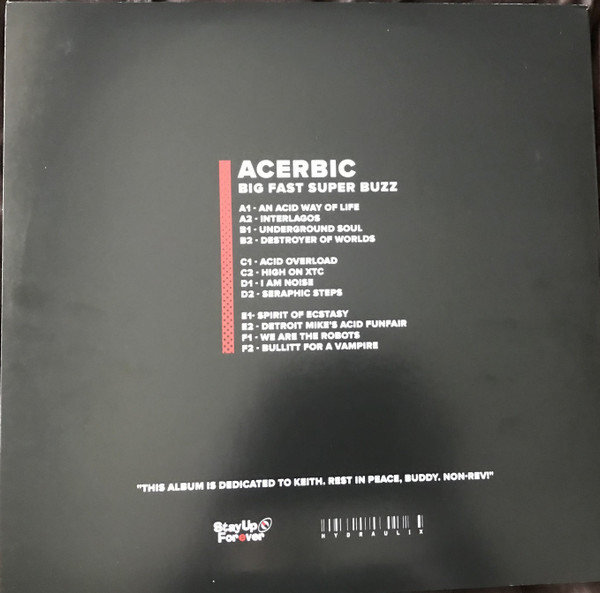 ACERBIC
BIG FAST SUPER BUZZ
A1 - AN ACID WAY OF LIFE
A2 - INTERLAGOS
B1 - UNDERGROUND SOUL
B2 - DESTROYER OF WORLDS
C1 - ACID OVERLOAD
C2 - HIGH ON XTC
D1 - I AM NOISE
D2 - SERAPHIC STEPS
E1- SPIRIT OF ECSTASY
E2 - DETROIT MIKE'S ACID FUNFAIR
F1 - WE ARE THE ROBOTS
F2 - BULLITT FOR A VAMPIRE
"THIS ALBUM IS DEDICATED TO KEITH. REST IN PEACE, BUDDY. NON-REV!"
Stay Up
Forever
HYDRAULIX